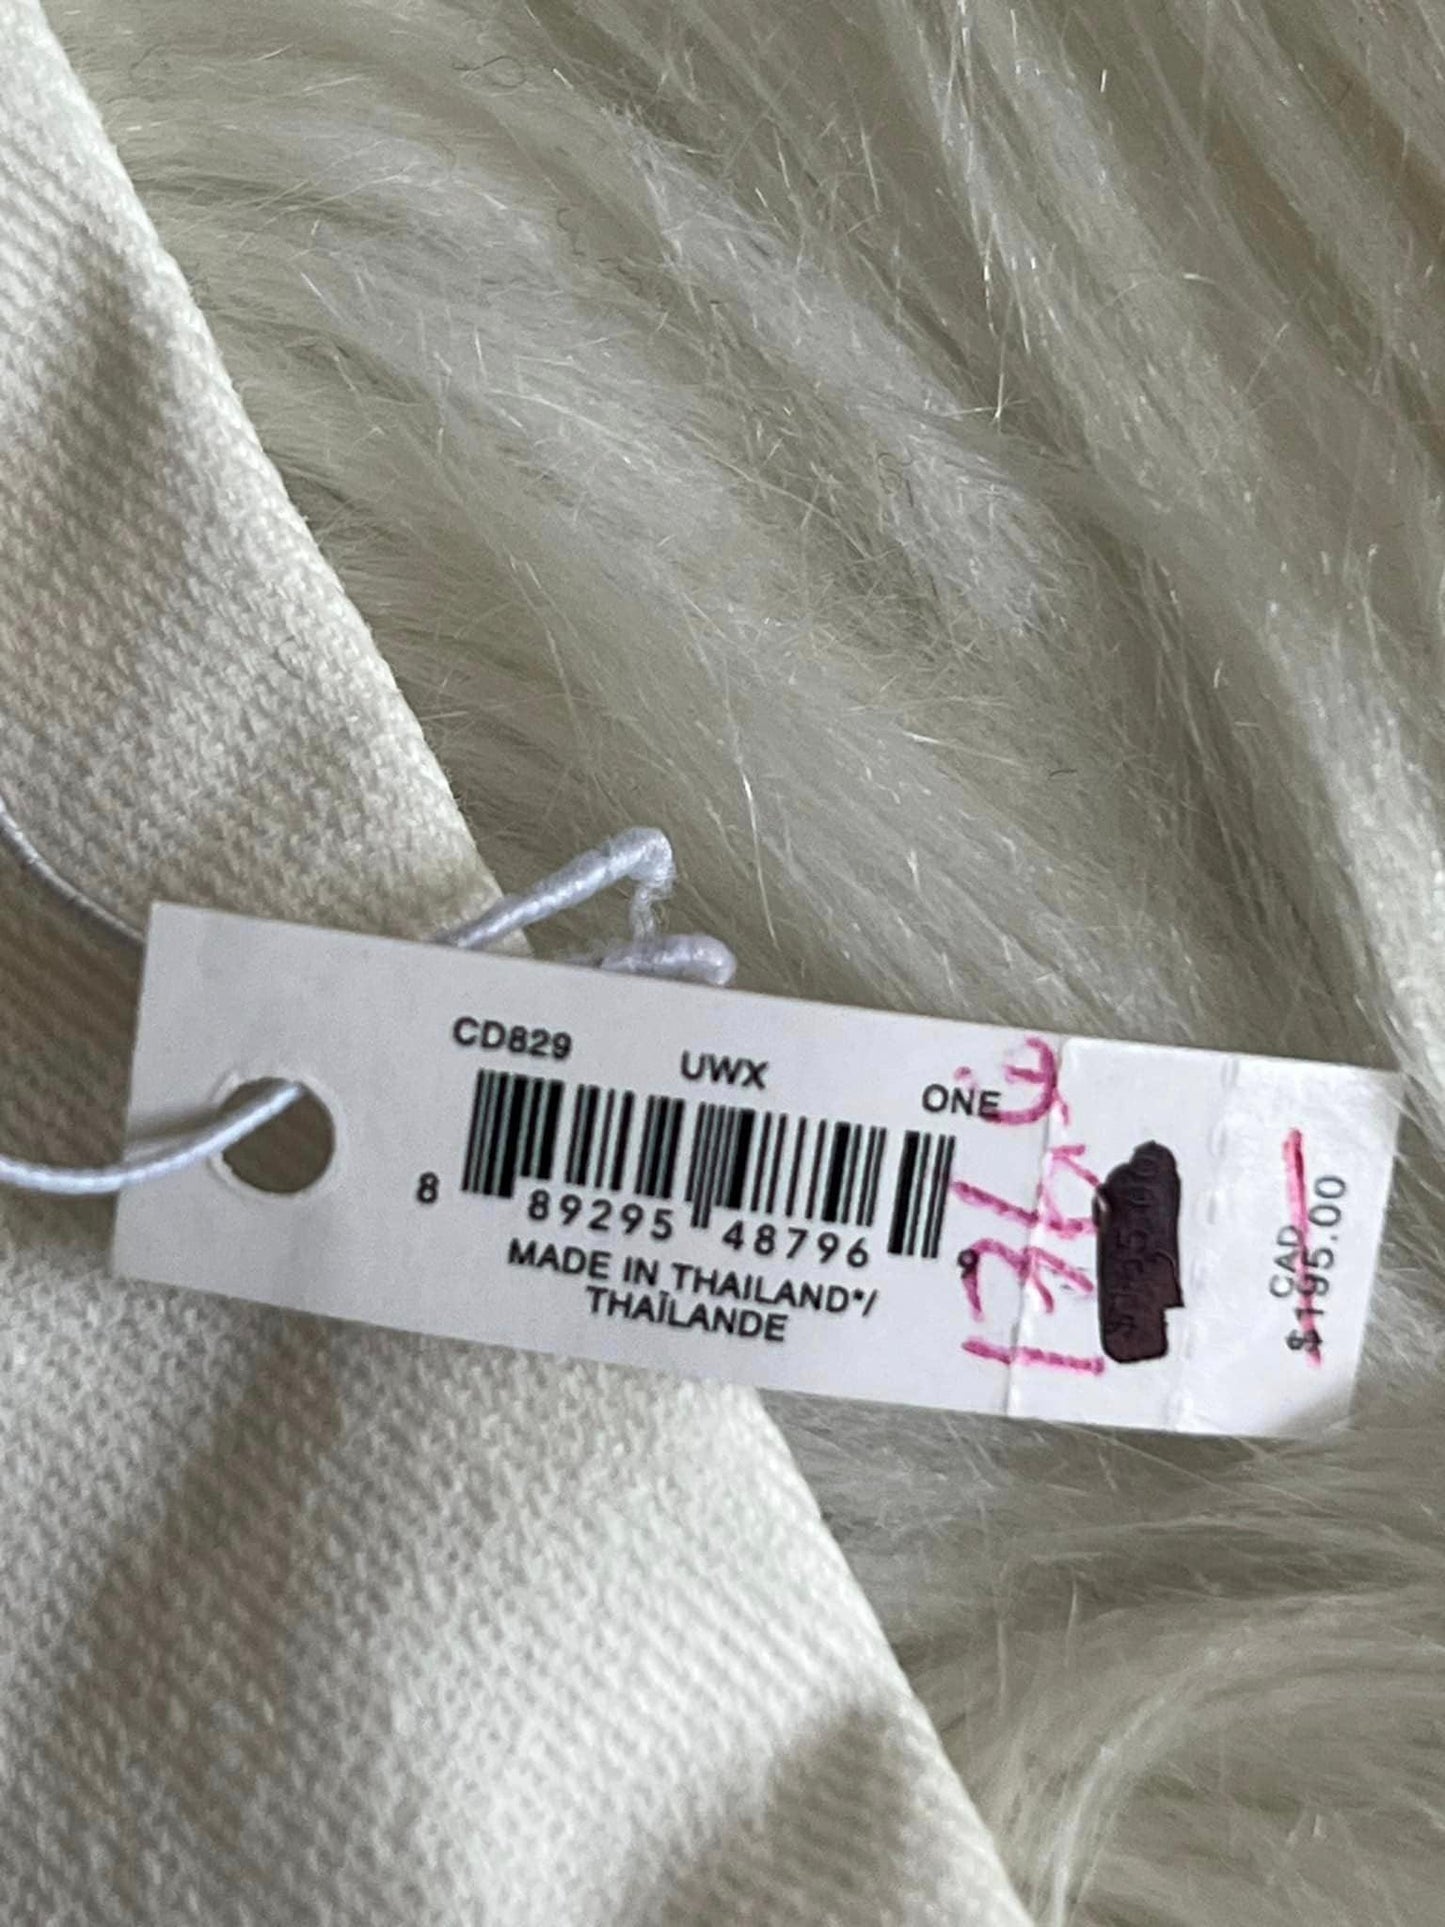 CD829 UWX ONE
8 89295 48796 9
MADE IN THAILAND*/
THAÏLANDE
CAD
$195.00